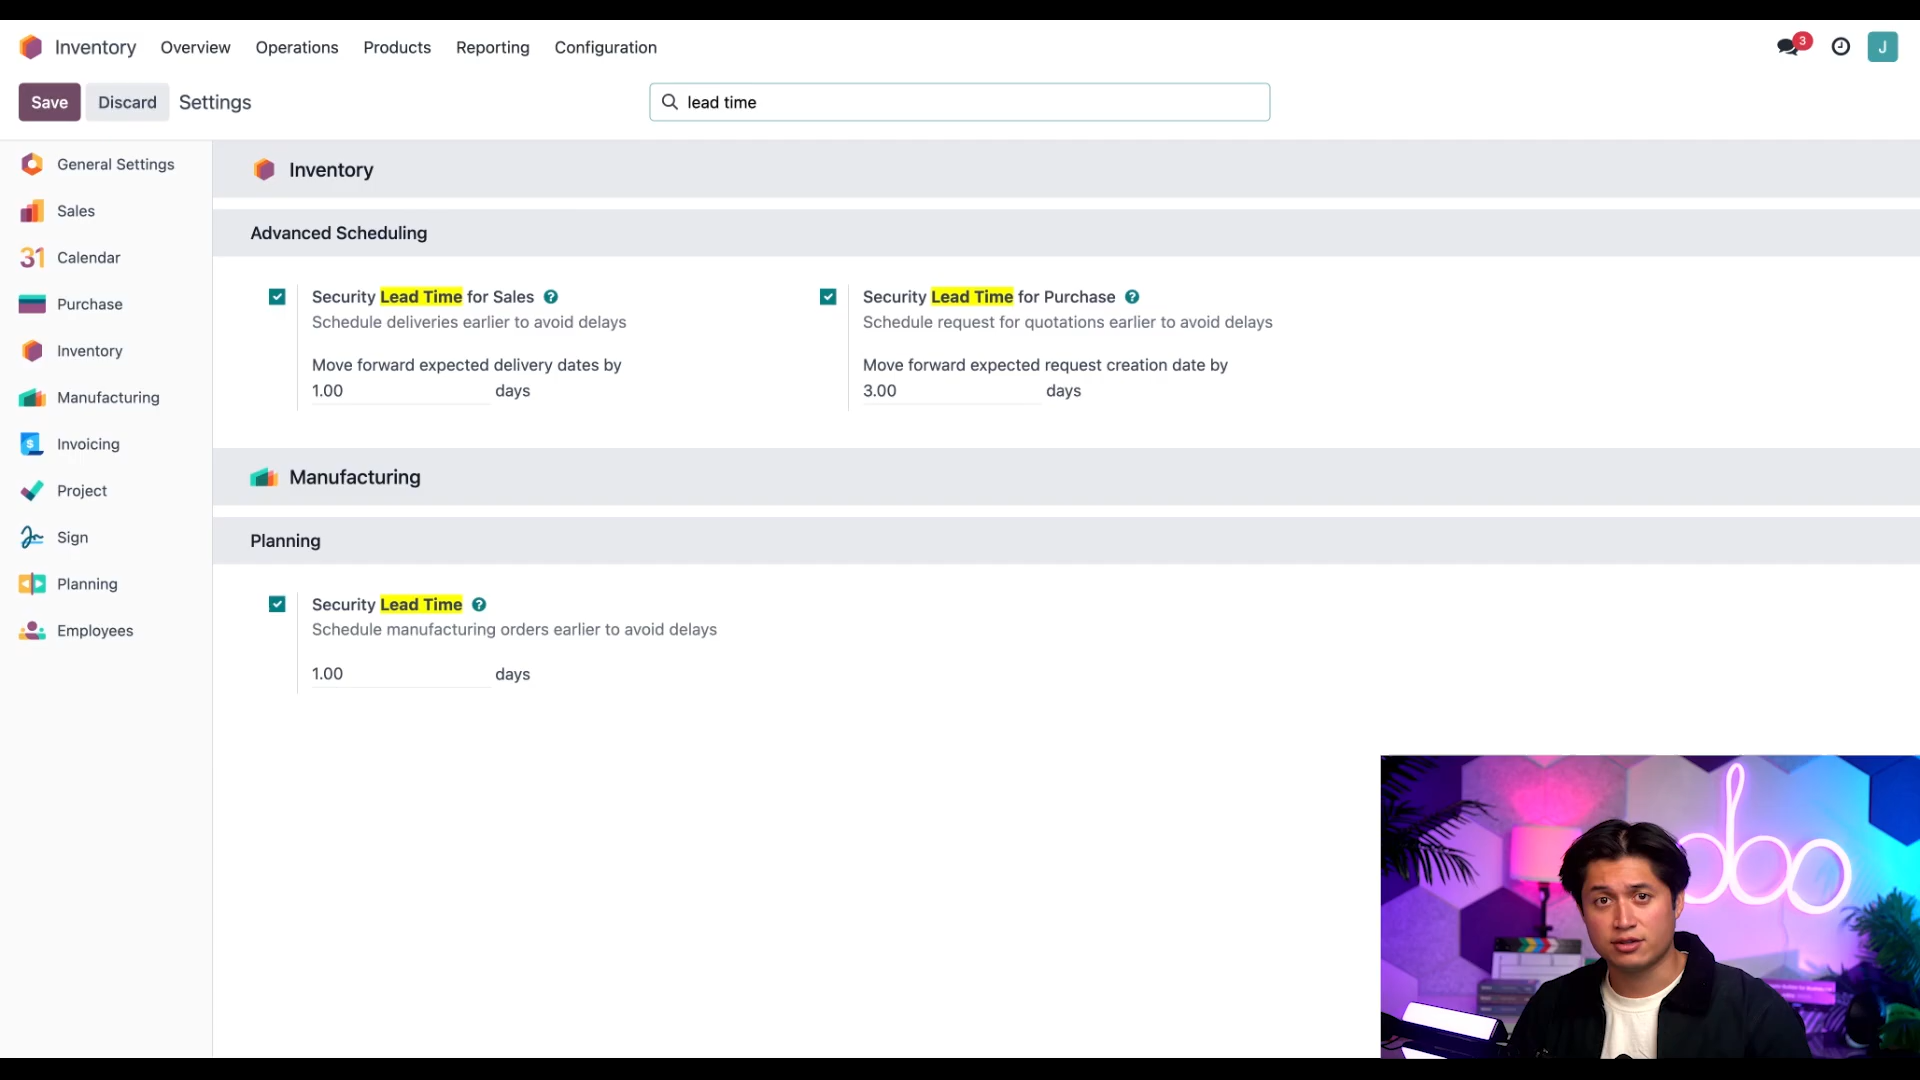 Inventory Overview Operations Products Reporting Configuration 3 J
Save Discard Settings lead time
General Settings
Sales
31 Calendar
Purchase
Inventory
Manufacturing
$ Invoicing
Project
Sign
Planning
Employees
Inventory
Advanced Scheduling
Security Lead Time for Sales ?
Schedule deliveries earlier to avoid delays
Move forward expected delivery dates by
1.00 days
Security Lead Time for Purchase ?
Schedule request for quotations earlier to avoid delays
Move forward expected request creation date by
3.00 days
Manufacturing
Planning
Security Lead Time ?
Schedule manufacturing orders earlier to avoid delays
1.00 days